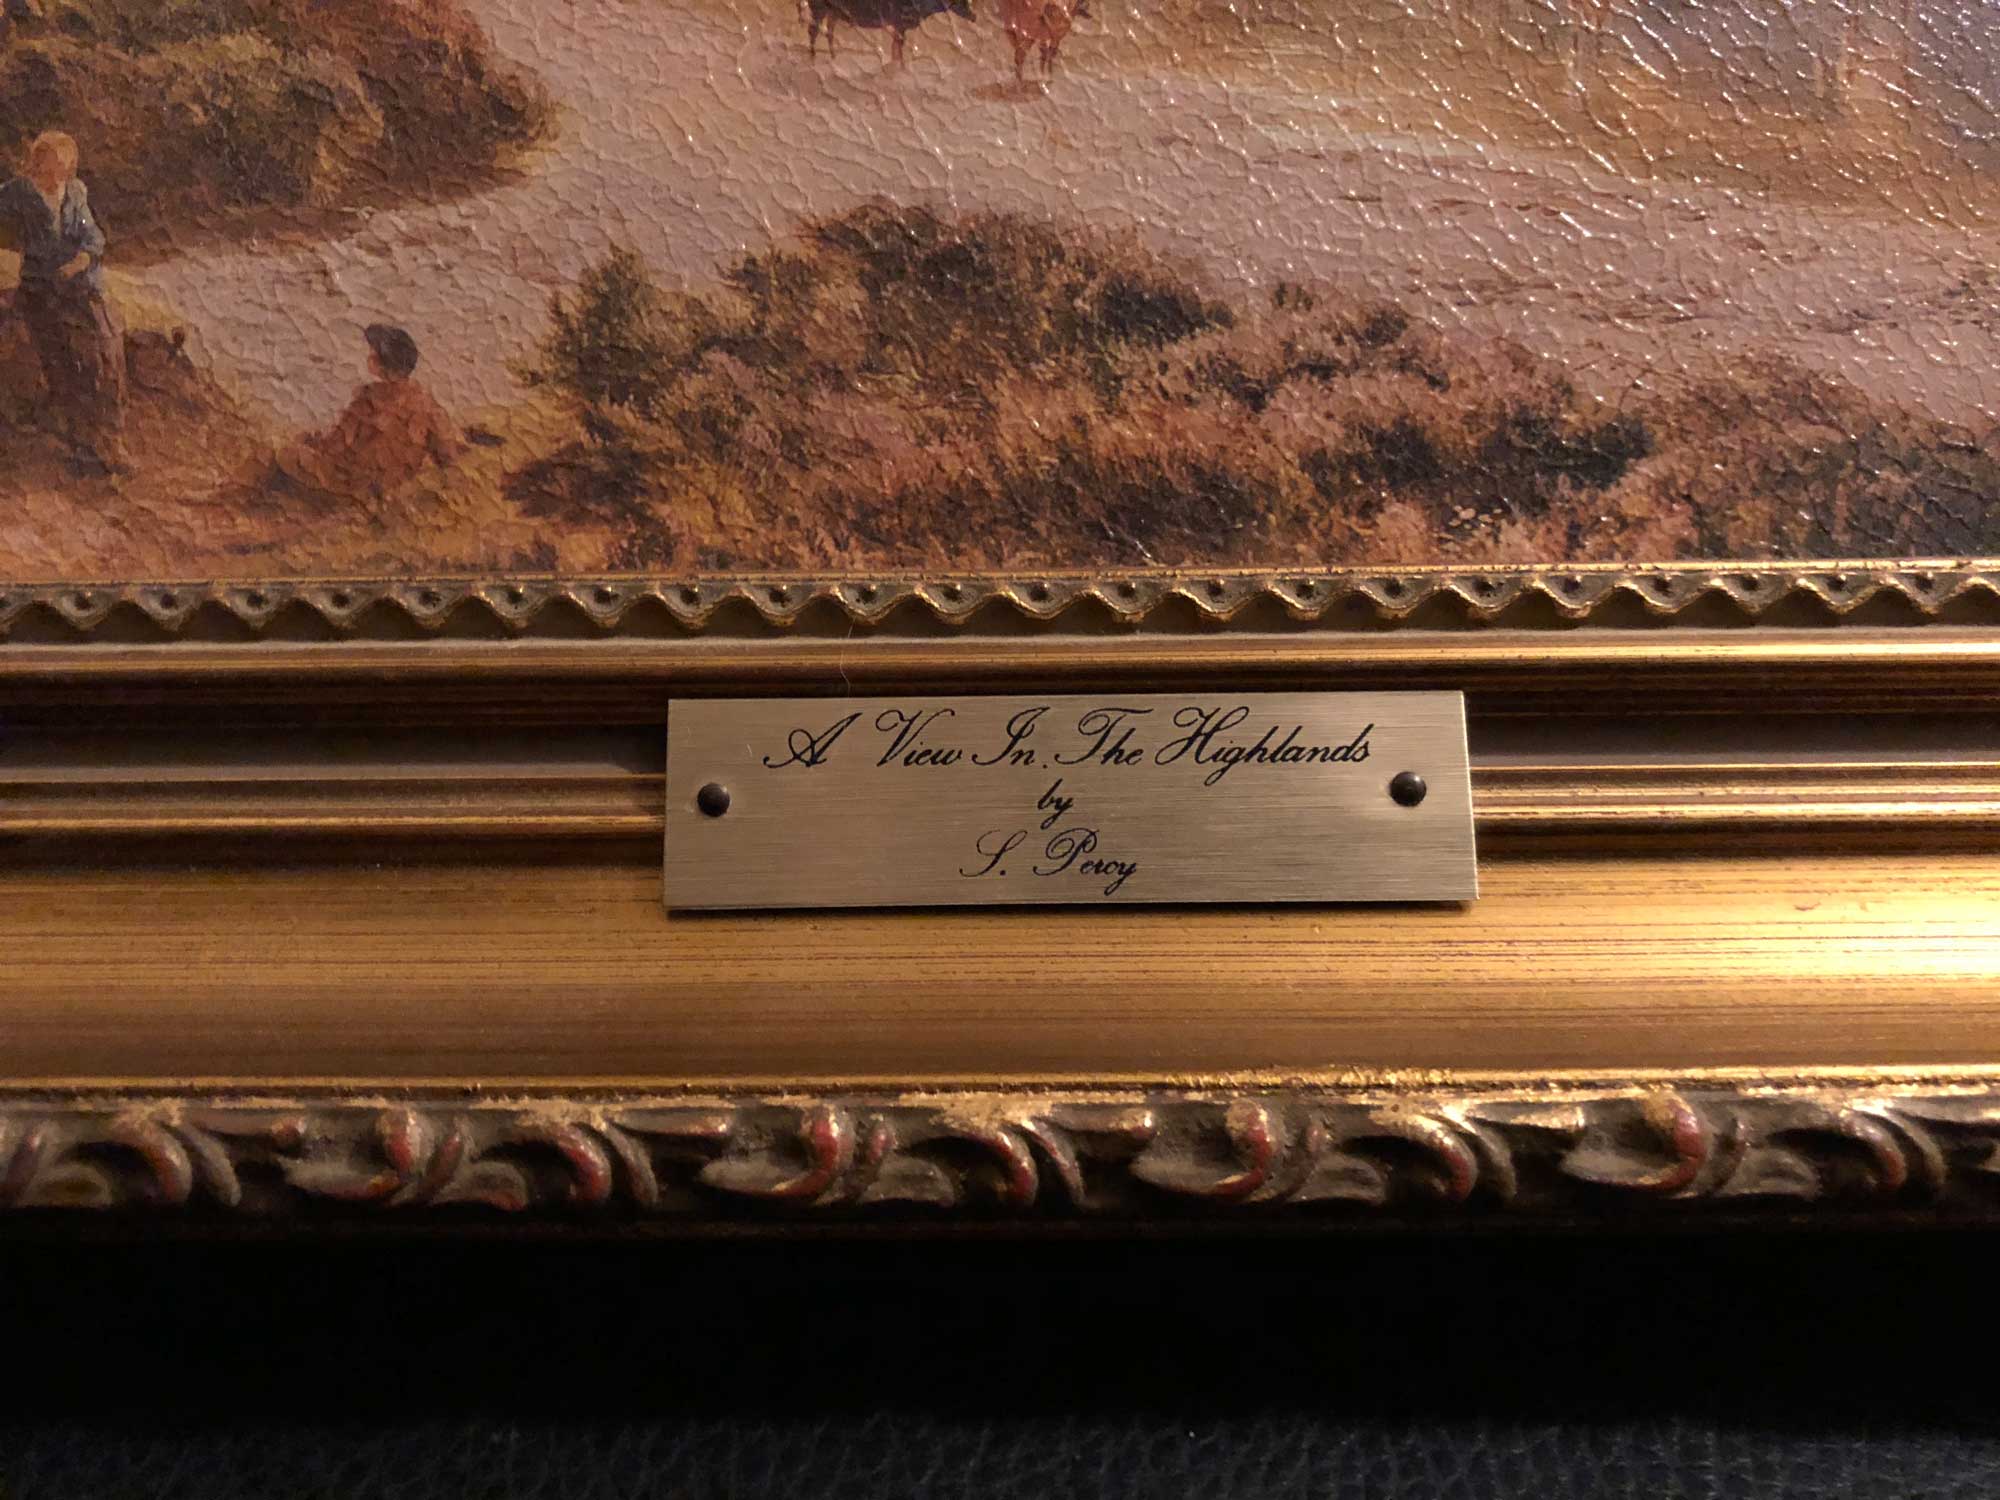 A View In The Highlands
by
S. Percy